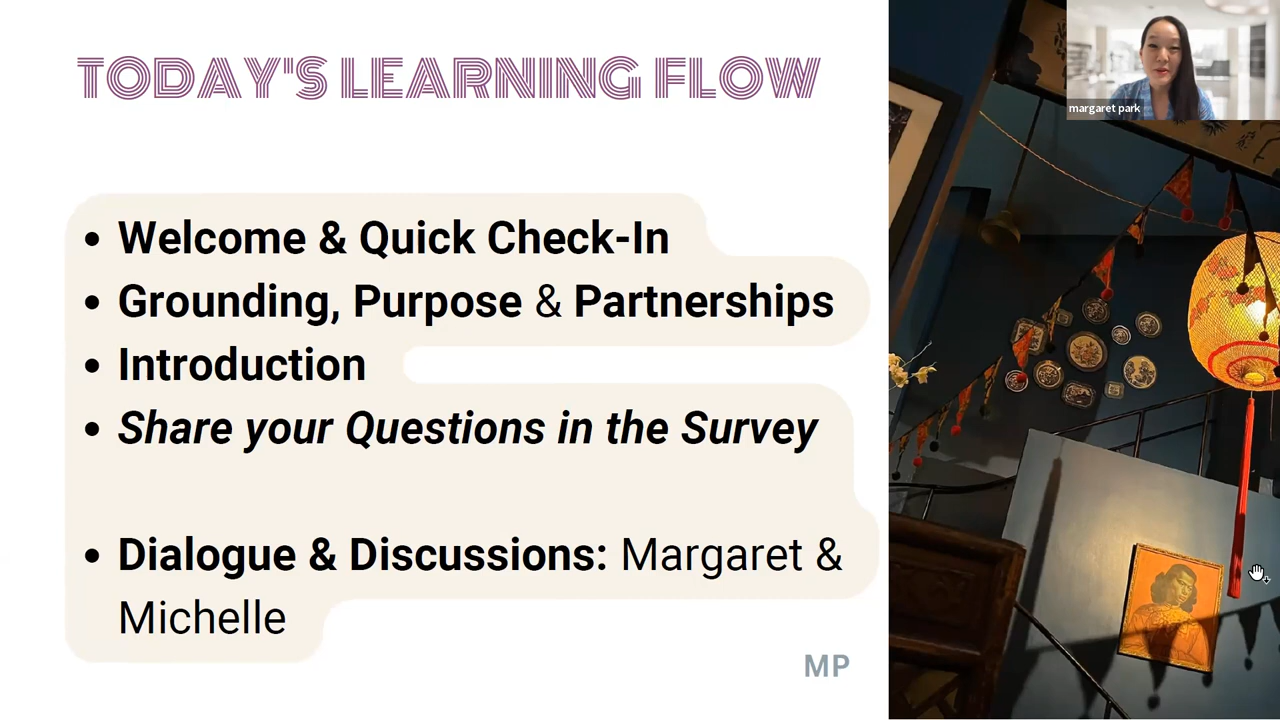 TODAY'S LEARNING FLOW
margaret park
• Welcome & Quick Check-In
• Grounding, Purpose & Partnerships
• Introduction
• Share your Questions in the Survey
• Dialogue & Discussions: Margaret &
Michelle
MP